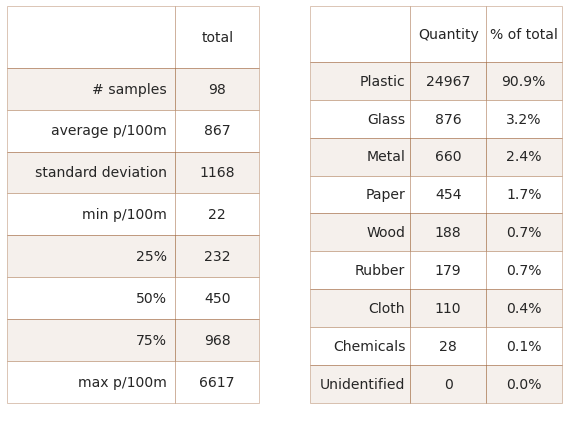 total
# samples 98
average p/100m 867
standard deviation 1168
min p/100m 22
25% 232
50% 450
75% 968
max p/100m 6617
Quantity % of total
Plastic 24967 90.9%
Glass 876 3.2%
Metal 660 2.4%
Paper 454 1.7%
Wood 188 0.7%
Rubber 179 0.7%
Cloth 110 0.4%
Chemicals 28 0.1%
Unidentified 0 0.0%